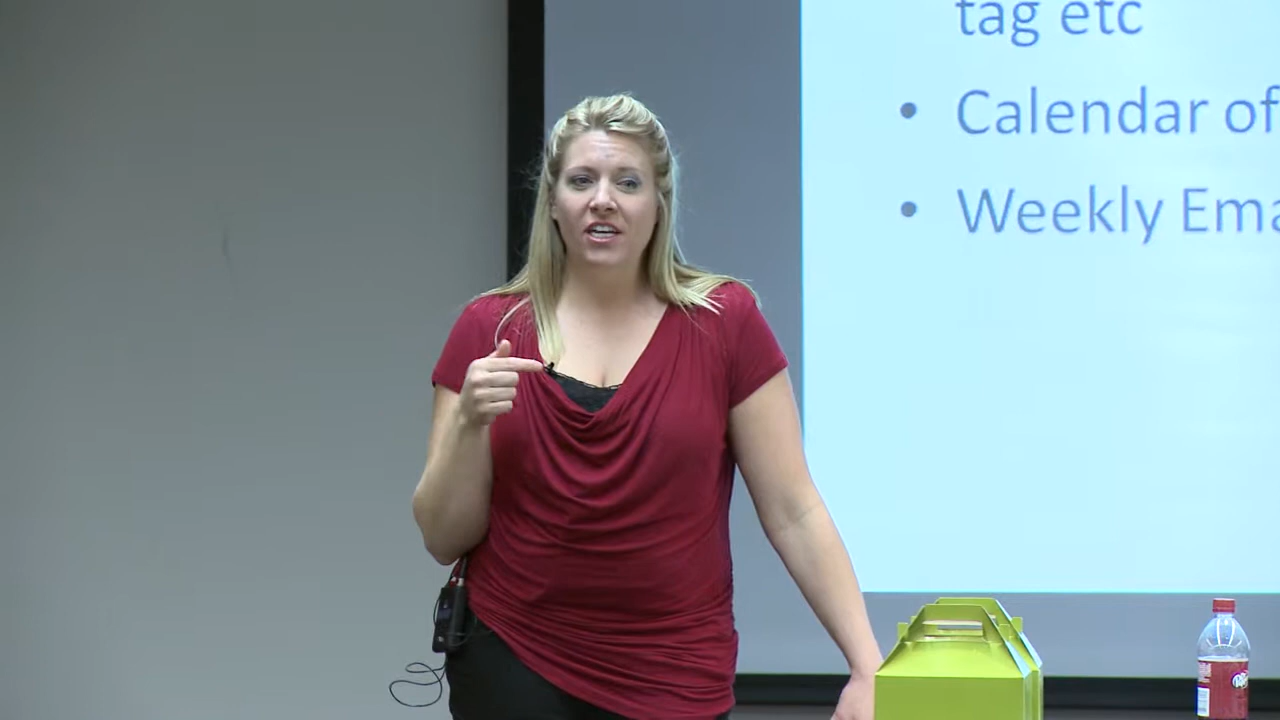 tag etc
• Calendar of
• Weekly Ema